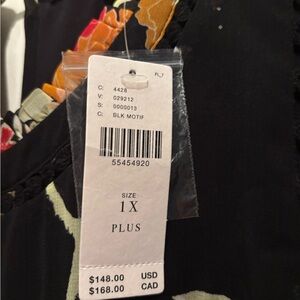 C: 4428
V: 029212
S: 0000013
C: BLK MOTIF
55454920
SIZE:
1X
PLUS
$148.00 USD
$168.00 CAD